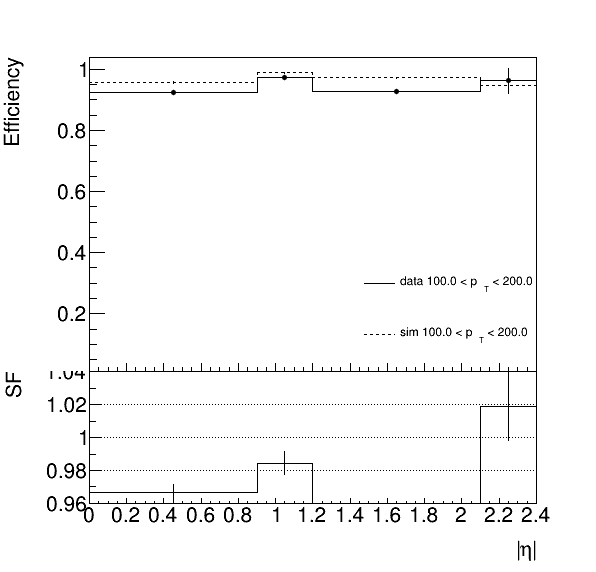 Efficiency
1
0.8
0.6
0.4
0.2
data 100.0 < p T < 200.0
sim 100.0 < p T < 200.0
SF
1.04
1.02
1
0.98
0.96
0 0.2 0.4 0.6 0.8 1 1.2 1.4 1.6 1.8 2 2.2 2.4
|η|